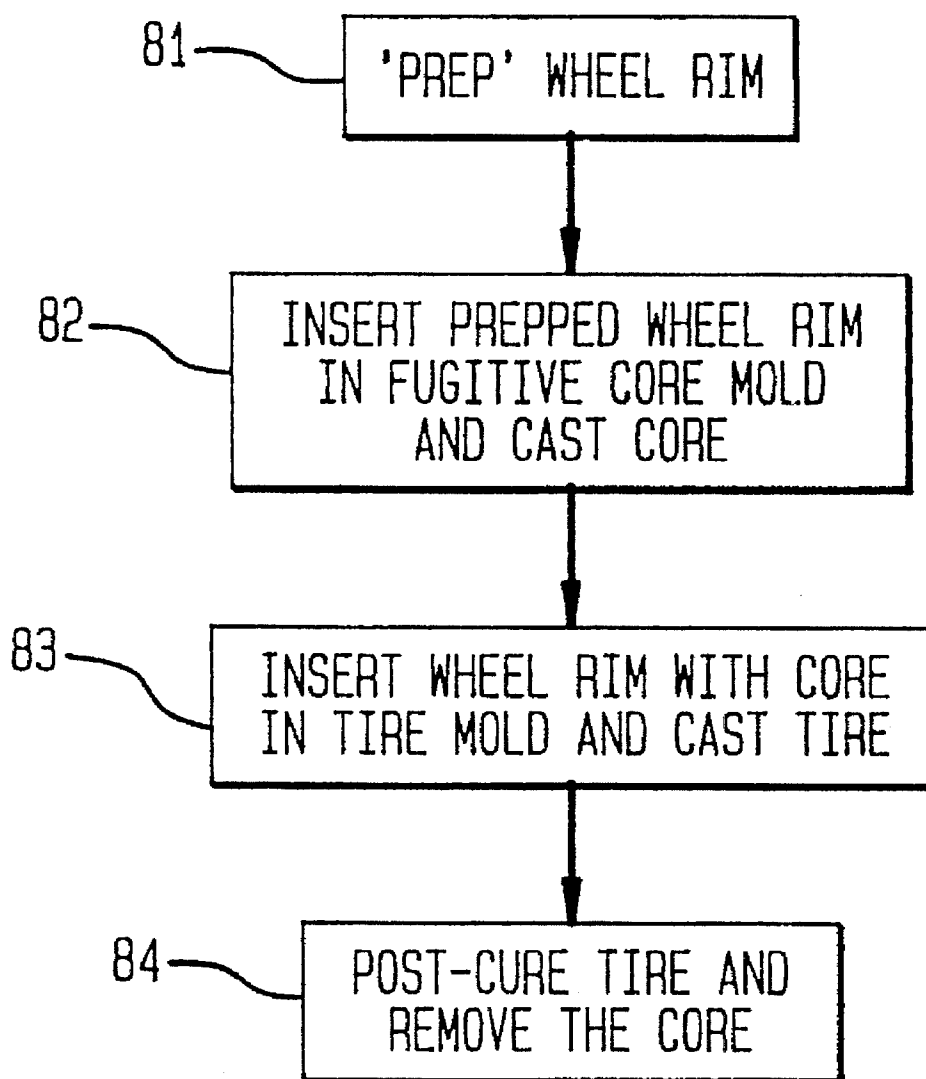 81
'PREP' WHEEL RIM
82
INSERT PREPPED WHEEL RIM
IN FUGITIVE CORE MOLD
AND CAST CORE
83
INSERT WHEEL RIM WITH CORE
IN TIRE MOLD AND CAST TIRE
84
POST-CURE TIRE AND
REMOVE THE CORE